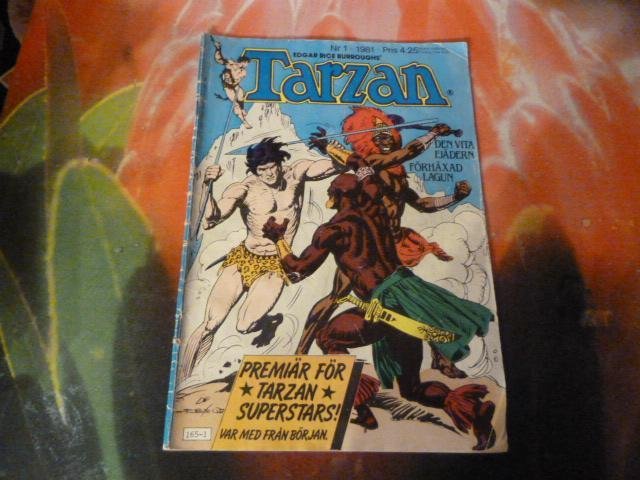 Nr 1 · 1981 Pris 4:25
EDGAR RICE BURROUGHS'
Tarzan®
DEN VITA
FJÄDERN
FÖRHÄXAD
LAGUN
PREMIÄR FÖR
★ TARZAN ★
SUPERSTARS!
VAR MED FRÅN BÖRJAN.
165-1